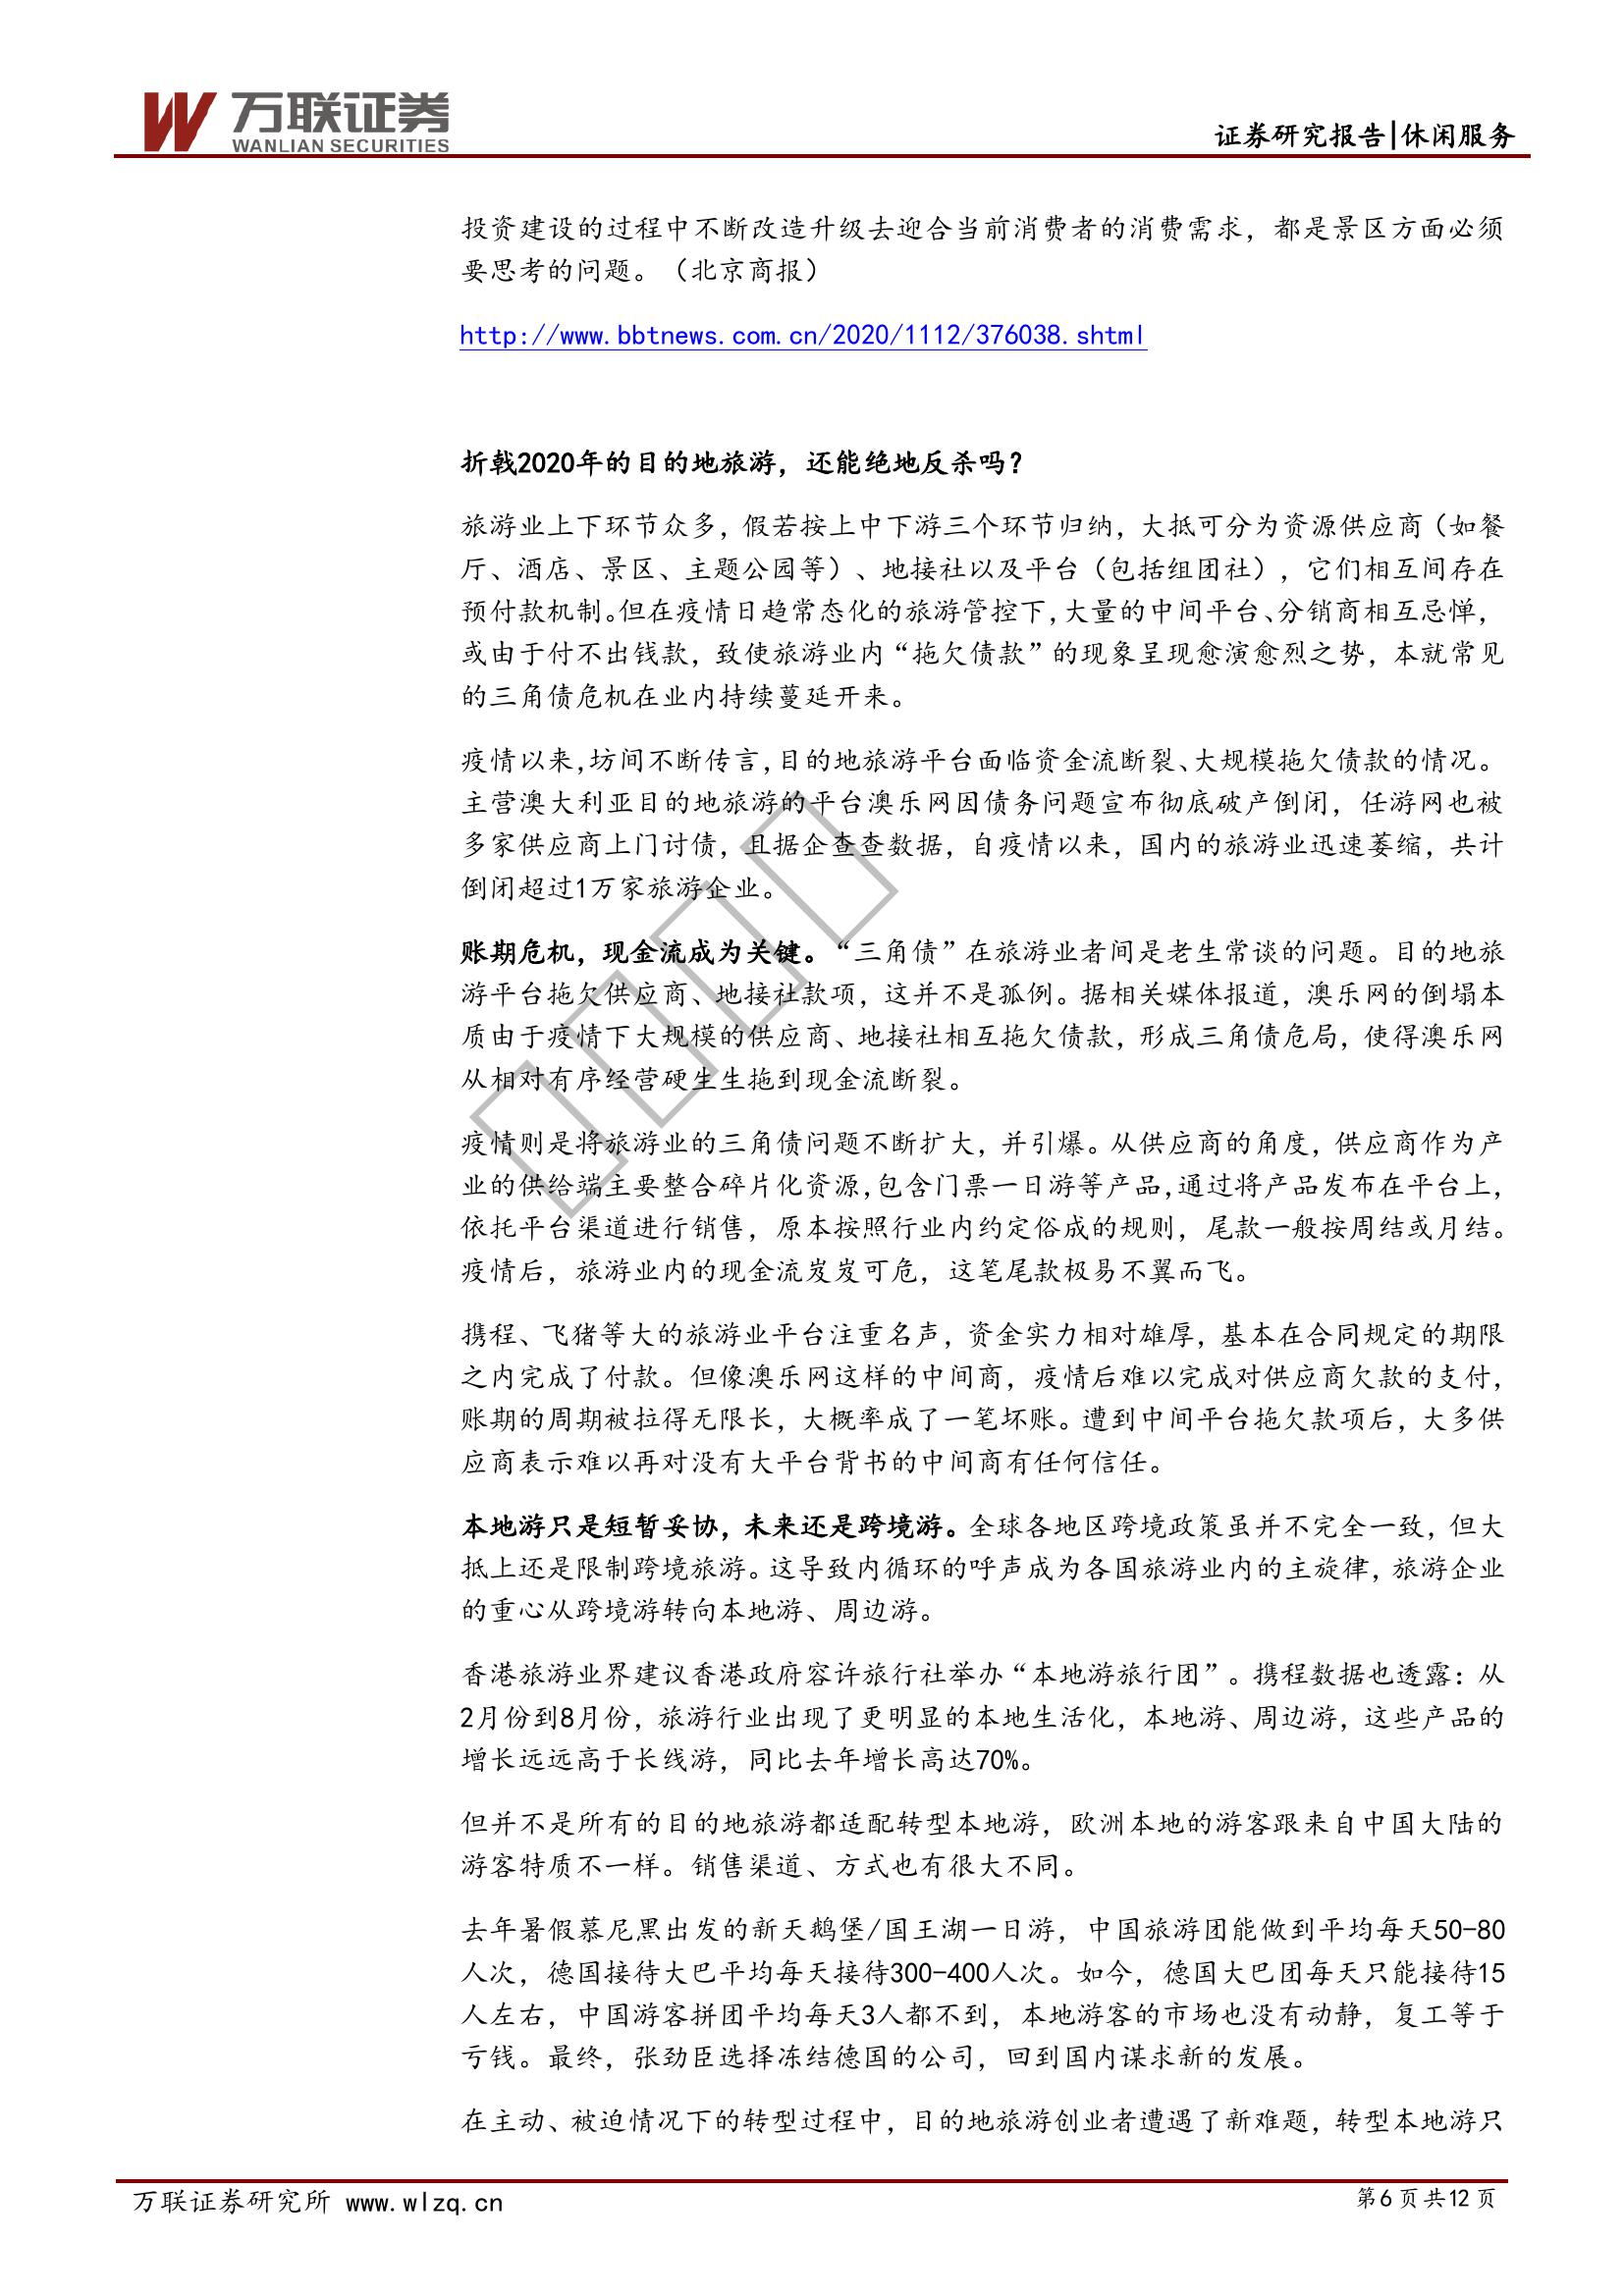 万联证券
WANLIAN SECURITIES
证券研究报告|休闲服务
投资建设的过程中不断改造升级去迎合当前消费者的消费需求，都是景区方面必须
要思考的问题。（北京商报）
http://www.bbtnews.com.cn/2020/1112/376038.shtml
折戟2020年的目的地旅游，还能绝地反杀吗？
旅游业上下环节众多，假若按上中下游三个环节归纳，大抵可分为资源供应商（如餐
厅、酒店、景区、主题公园等）、地接社以及平台（包括组团社），它们相互间存在
预付款机制。但在疫情日趋常态化的旅游管控下，大量的中间平台、分销商相互忌惮，
或由于付不出钱款，致使旅游业内“拖欠债款”的现象呈现愈演愈烈之势，本就常见
的三角债危机在业内持续蔓延开来。
疫情以来，坊间不断传言，目的地旅游平台面临资金流断裂、大规模拖欠债款的情况。
主营澳大利亚目的地旅游的平台澳乐网因债务问题宣布彻底破产倒闭，任游网也被
多家供应商上门讨债，且据企查查数据，自疫情以来，国内的旅游业迅速萎缩，共计
倒闭超过1万家旅游企业。
账期危机，现金流成为关键。“三角债”在旅游业者间是老生常谈的问题。目的地旅
游平台拖欠供应商、地接社款项，这并不是孤例。据相关媒体报道，澳乐网的倒塌本
质由于疫情下大规模的供应商、地接社相互拖欠债款，形成三角债危局，使得澳乐网
从相对有序经营硬生生拖到现金流断裂。
疫情则是将旅游业的三角债问题不断扩大，并引爆。从供应商的角度，供应商作为产
业的供给端主要整合碎片化资源，包含门票一日游等产品，通过将产品发布在平台上，
依托平台渠道进行销售，原本按照行业内约定俗成的规则，尾款一般按周结或月结。
疫情后，旅游业内的现金流岌岌可危，这笔尾款极易不翼而飞。
携程、飞猪等大的旅游业平台注重名声，资金实力相对雄厚，基本在合同规定的期限
之内完成了付款。但像澳乐网这样的中间商，疫情后难以完成对供应商欠款的支付，
账期的周期被拉得无限长，大概率成了一笔坏账。遭到中间平台拖欠款项后，大多供
应商表示难以再对没有大平台背书的中间商有任何信任。
本地游只是短暂妥协，未来还是跨境游。全球各地区跨境政策虽并不完全一致，但大
抵上还是限制跨境旅游。这导致内循环的呼声成为各国旅游业内的主旋律，旅游企业
的重心从跨境游转向本地游、周边游。
香港旅游业界建议香港政府容许旅行社举办“本地游旅行团”。携程数据也透露：从
2月份到8月份，旅游行业出现了更明显的本地生活化，本地游、周边游，这些产品的
增长远远高于长线游，同比去年增长高达70%。
但并不是所有的目的地旅游都适配转型本地游，欧洲本地的游客跟来自中国大陆的
游客特质不一样。销售渠道、方式也有很大不同。
去年暑假慕尼黑出发的新天鹅堡/国王湖一日游，中国旅游团能做到平均每天50-80
人次，德国接待大巴平均每天接待300-400人次。如今，德国大巴团每天只能接待15
人左右，中国游客拼团平均每天3人都不到，本地游客的市场也没有动静，复工等于
亏钱。最终，张劲臣选择冻结德国的公司，回到国内谋求新的发展。
在主动、被迫情况下的转型过程中，目的地旅游创业者遭遇了新难题，转型本地游只
万联证券研究所 www.wlzq.cn
第6页共12页